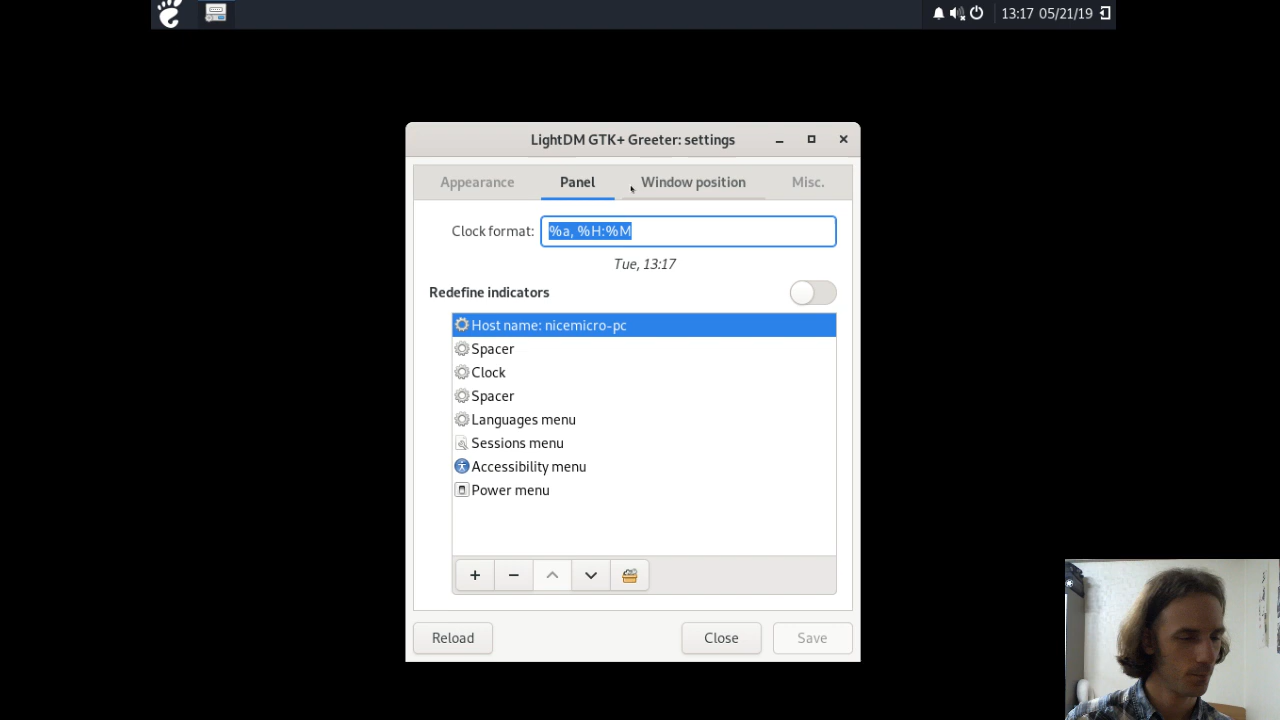 13:17 05/21/19
LightDM GTK+ Greeter: settings
Appearance Panel Window position Misc.
Clock format: %a, %H:%M
Tue, 13:17
Redefine indicators
Host name: nicemicro-pc
Spacer
Clock
Spacer
Languages menu
Sessions menu
Accessibility menu
Power menu
Reload Close Save